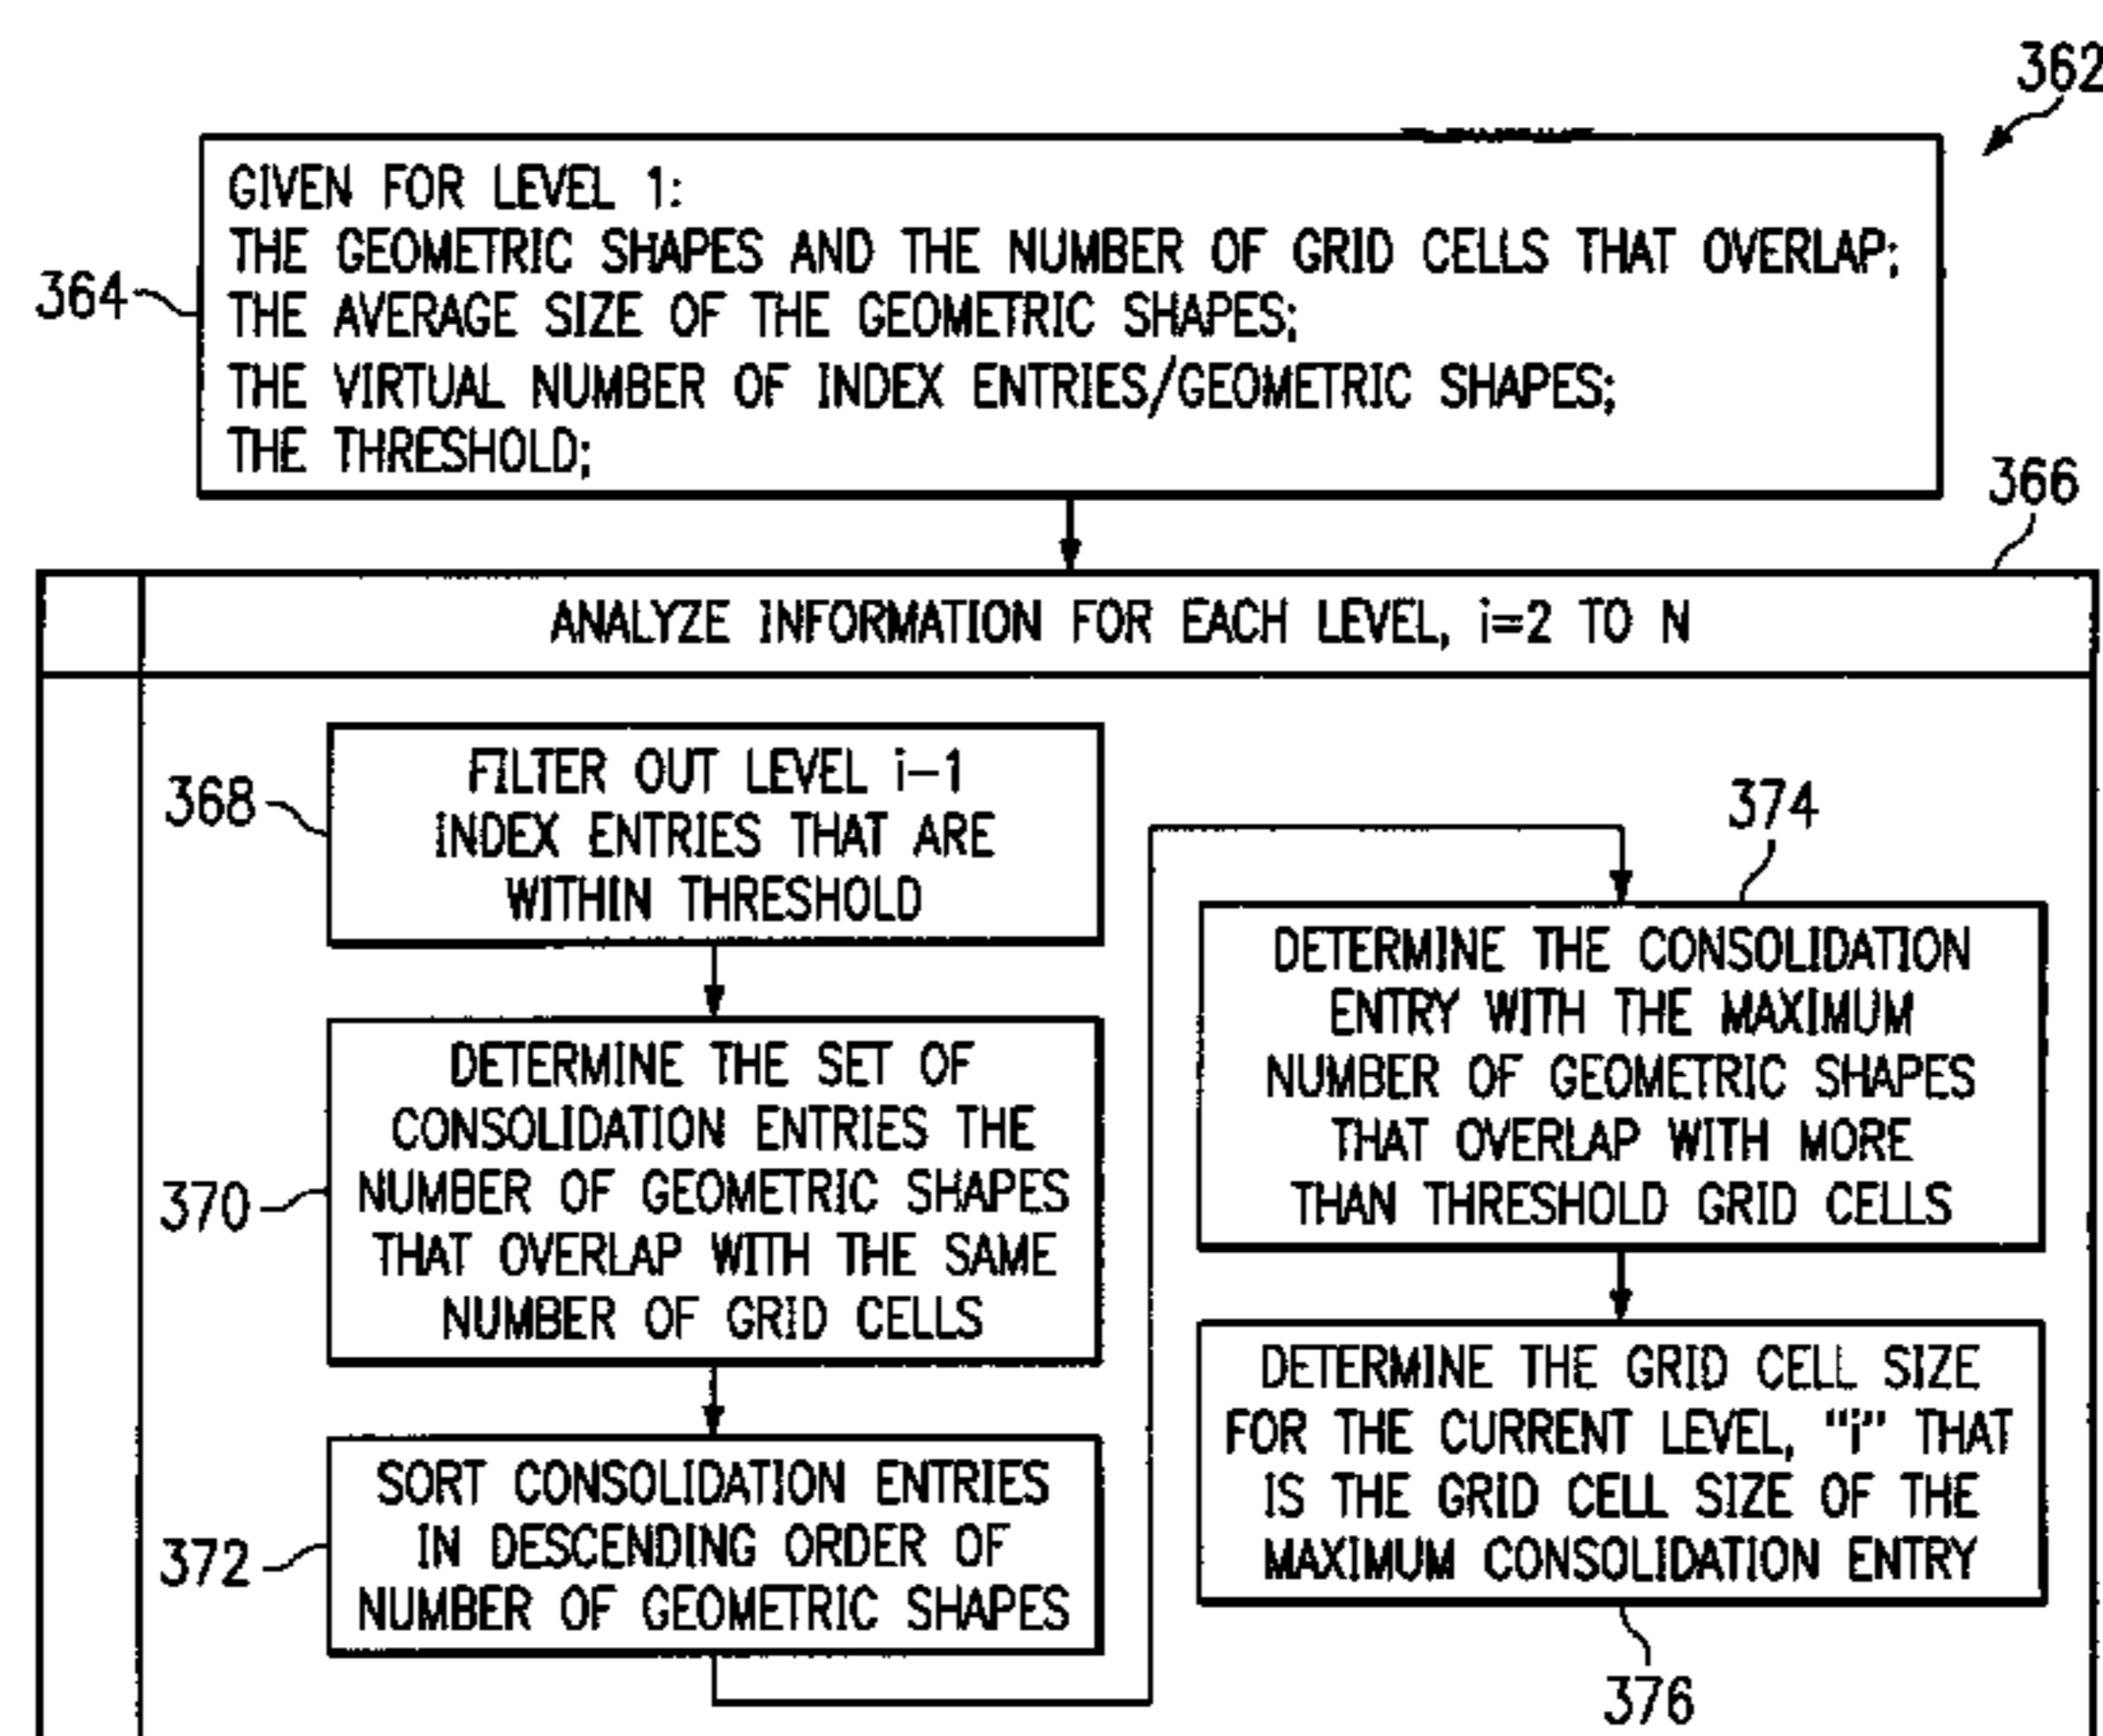 362
GIVEN FOR LEVEL 1:
THE GEOMETRIC SHAPES AND THE NUMBER OF GRID CELLS THAT OVERLAP;
364
THE AVERAGE SIZE OF THE GEOMETRIC SHAPES;
THE VIRTUAL NUMBER OF INDEX ENTRIES/GEOMETRIC SHAPES;
THE THRESHOLD;
366
ANALYZE INFORMATION FOR EACH LEVEL, i=2 TO N
368
FILTER OUT LEVEL i-1
INDEX ENTRIES THAT ARE
WITHIN THRESHOLD
370
DETERMINE THE SET OF
CONSOLIDATION ENTRIES THE
NUMBER OF GEOMETRIC SHAPES
THAT OVERLAP WITH THE SAME
NUMBER OF GRID CELLS
372
SORT CONSOLIDATION ENTRIES
IN DESCENDING ORDER OF
NUMBER OF GEOMETRIC SHAPES
374
DETERMINE THE CONSOLIDATION
ENTRY WITH THE MAXIMUM
NUMBER OF GEOMETRIC SHAPES
THAT OVERLAP WITH MORE
THAN THRESHOLD GRID CELLS
DETERMINE THE GRID CELL SIZE
FOR THE CURRENT LEVEL, "i" THAT
IS THE GRID CELL SIZE OF THE
MAXIMUM CONSOLIDATION ENTRY
376